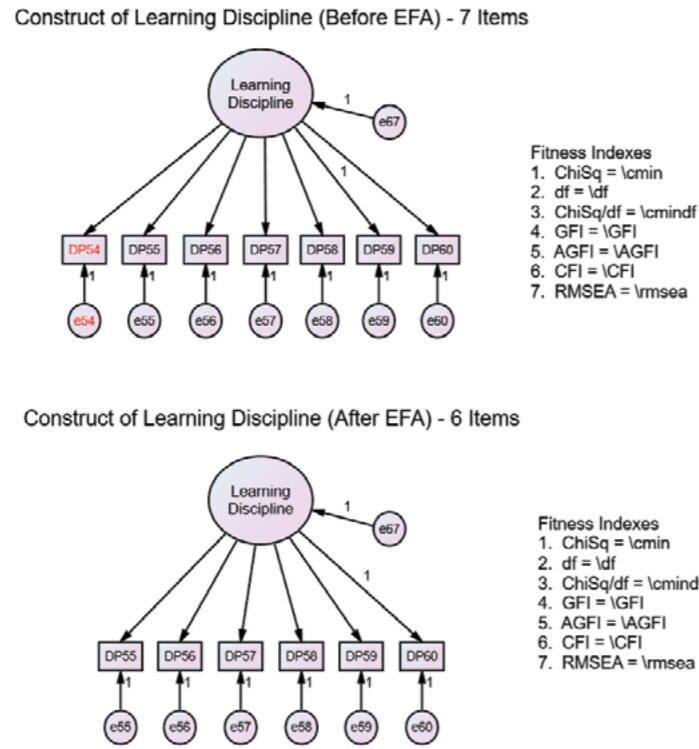 Construct of Learning Discipline (Before EFA) - 7 Items
Learning
Discipline
1
e67
1
DP54 DP55 DP56 DP57 DP58 DP59 DP60
1 1 1 1 1 1 1
e54 e55 e56 e57 e58 e59 e60
Fitness Indexes
1. ChiSq = \cmin
2. df = \df
3. ChiSq/df = \cmindf
4. GFI = \GFI
5. AGFI = \AGFI
6. CFI = \CFI
7. RMSEA = \rmsea
Construct of Learning Discipline (After EFA) - 6 Items
Learning
Discipline
1
e67
1
DP55 DP56 DP57 DP58 DP59 DP60
1 1 1 1 1 1
e55 e56 e57 e58 e59 e60
Fitness Indexes
1. ChiSq = \cmin
2. df = \df
3. ChiSq/df = \cmind
4. GFI = \GFI
5. AGFI = \AGFI
6. CFI = \CFI
7. RMSEA = \rmsea